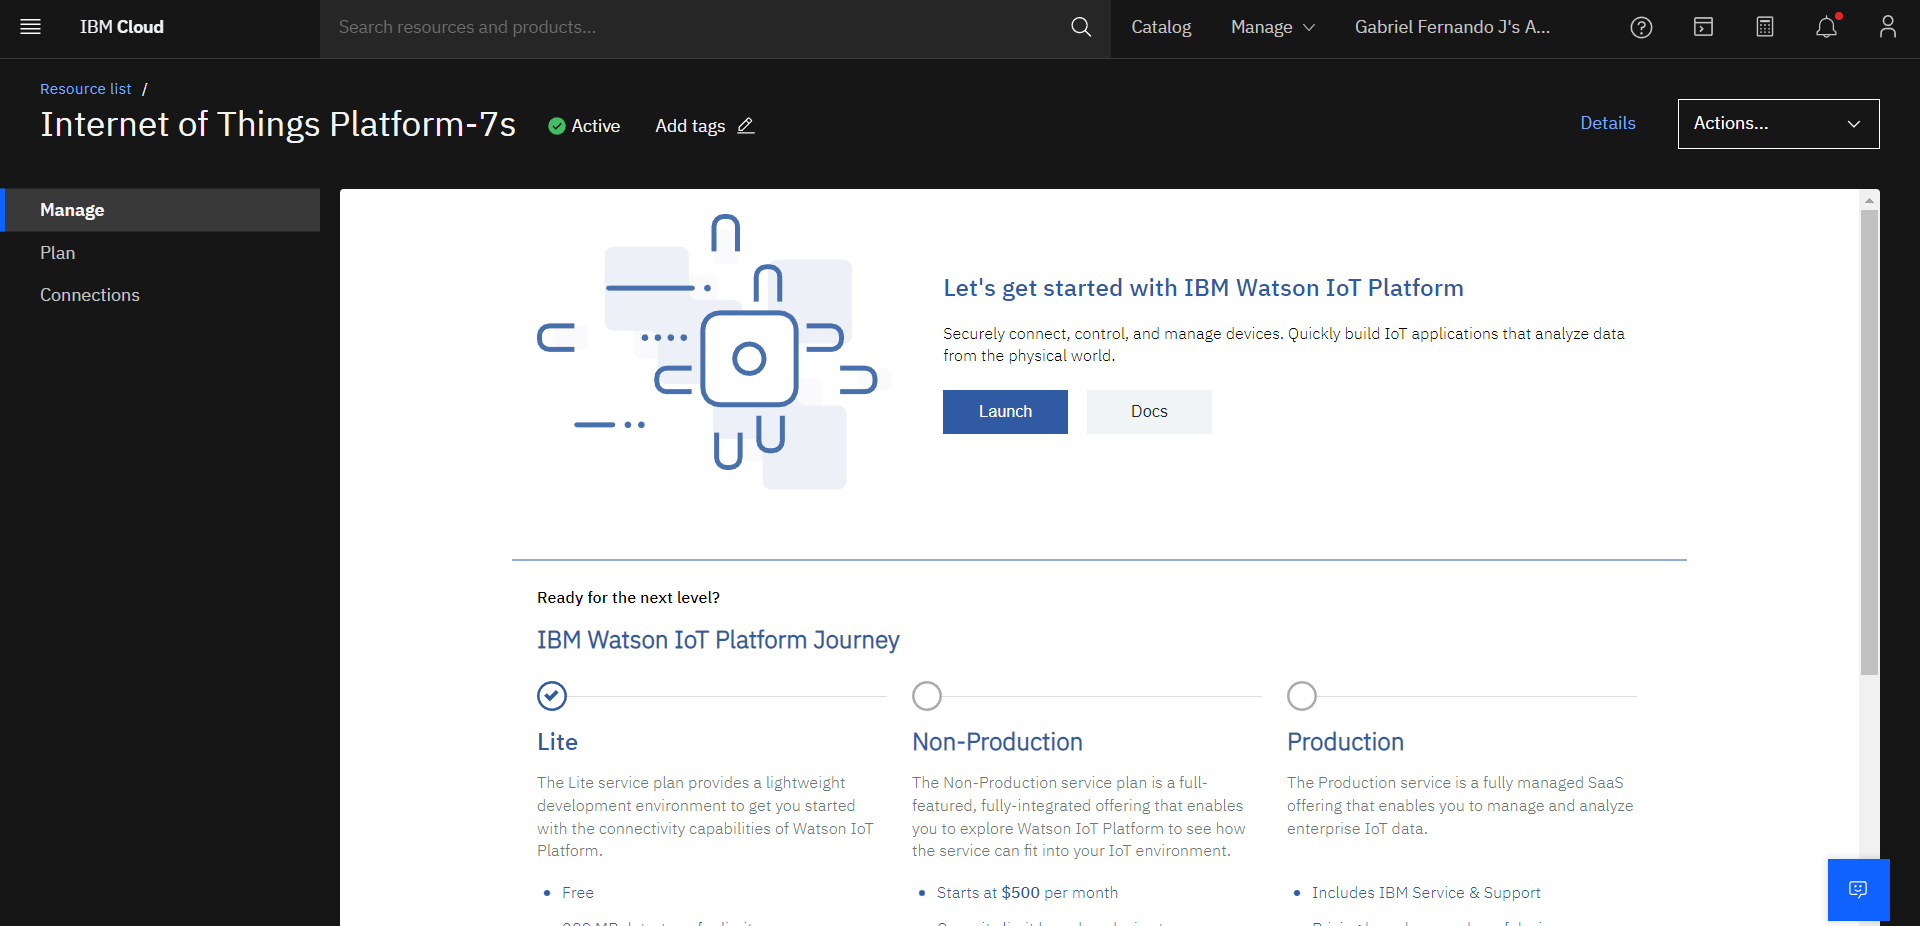 IBM Cloud
Search resources and products...
Catalog
Manage
Gabriel Fernando J's A...
Resource list /
Internet of Things Platform-7s
Active
Add tags
Details
Actions...
Manage
Plan
Connections
Let's get started with IBM Watson IoT Platform
Securely connect, control, and manage devices. Quickly build IoT applications that analyze data
from the physical world.
Launch
Docs
Ready for the next level?
IBM Watson IoT Platform Journey
Lite
The Lite service plan provides a lightweight
development environment to get you started
with the connectivity capabilities of Watson IoT
Platform.
• Free
Non-Production
The Non-Production service plan is a full-
featured, fully-integrated offering that enables
you to explore Watson IoT Platform to see how
the service can fit into your IoT environment.
• Starts at $500 per month
Production
The Production service is a fully managed SaaS
offering that enables you to manage and analyze
enterprise IoT data.
• Includes IBM Service & Support